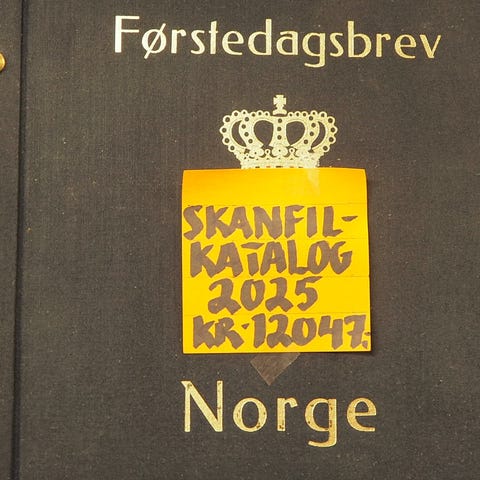 Førstedagsbrev
SKANFIL-
KATALOG
2025
KR·12047.-
Norge